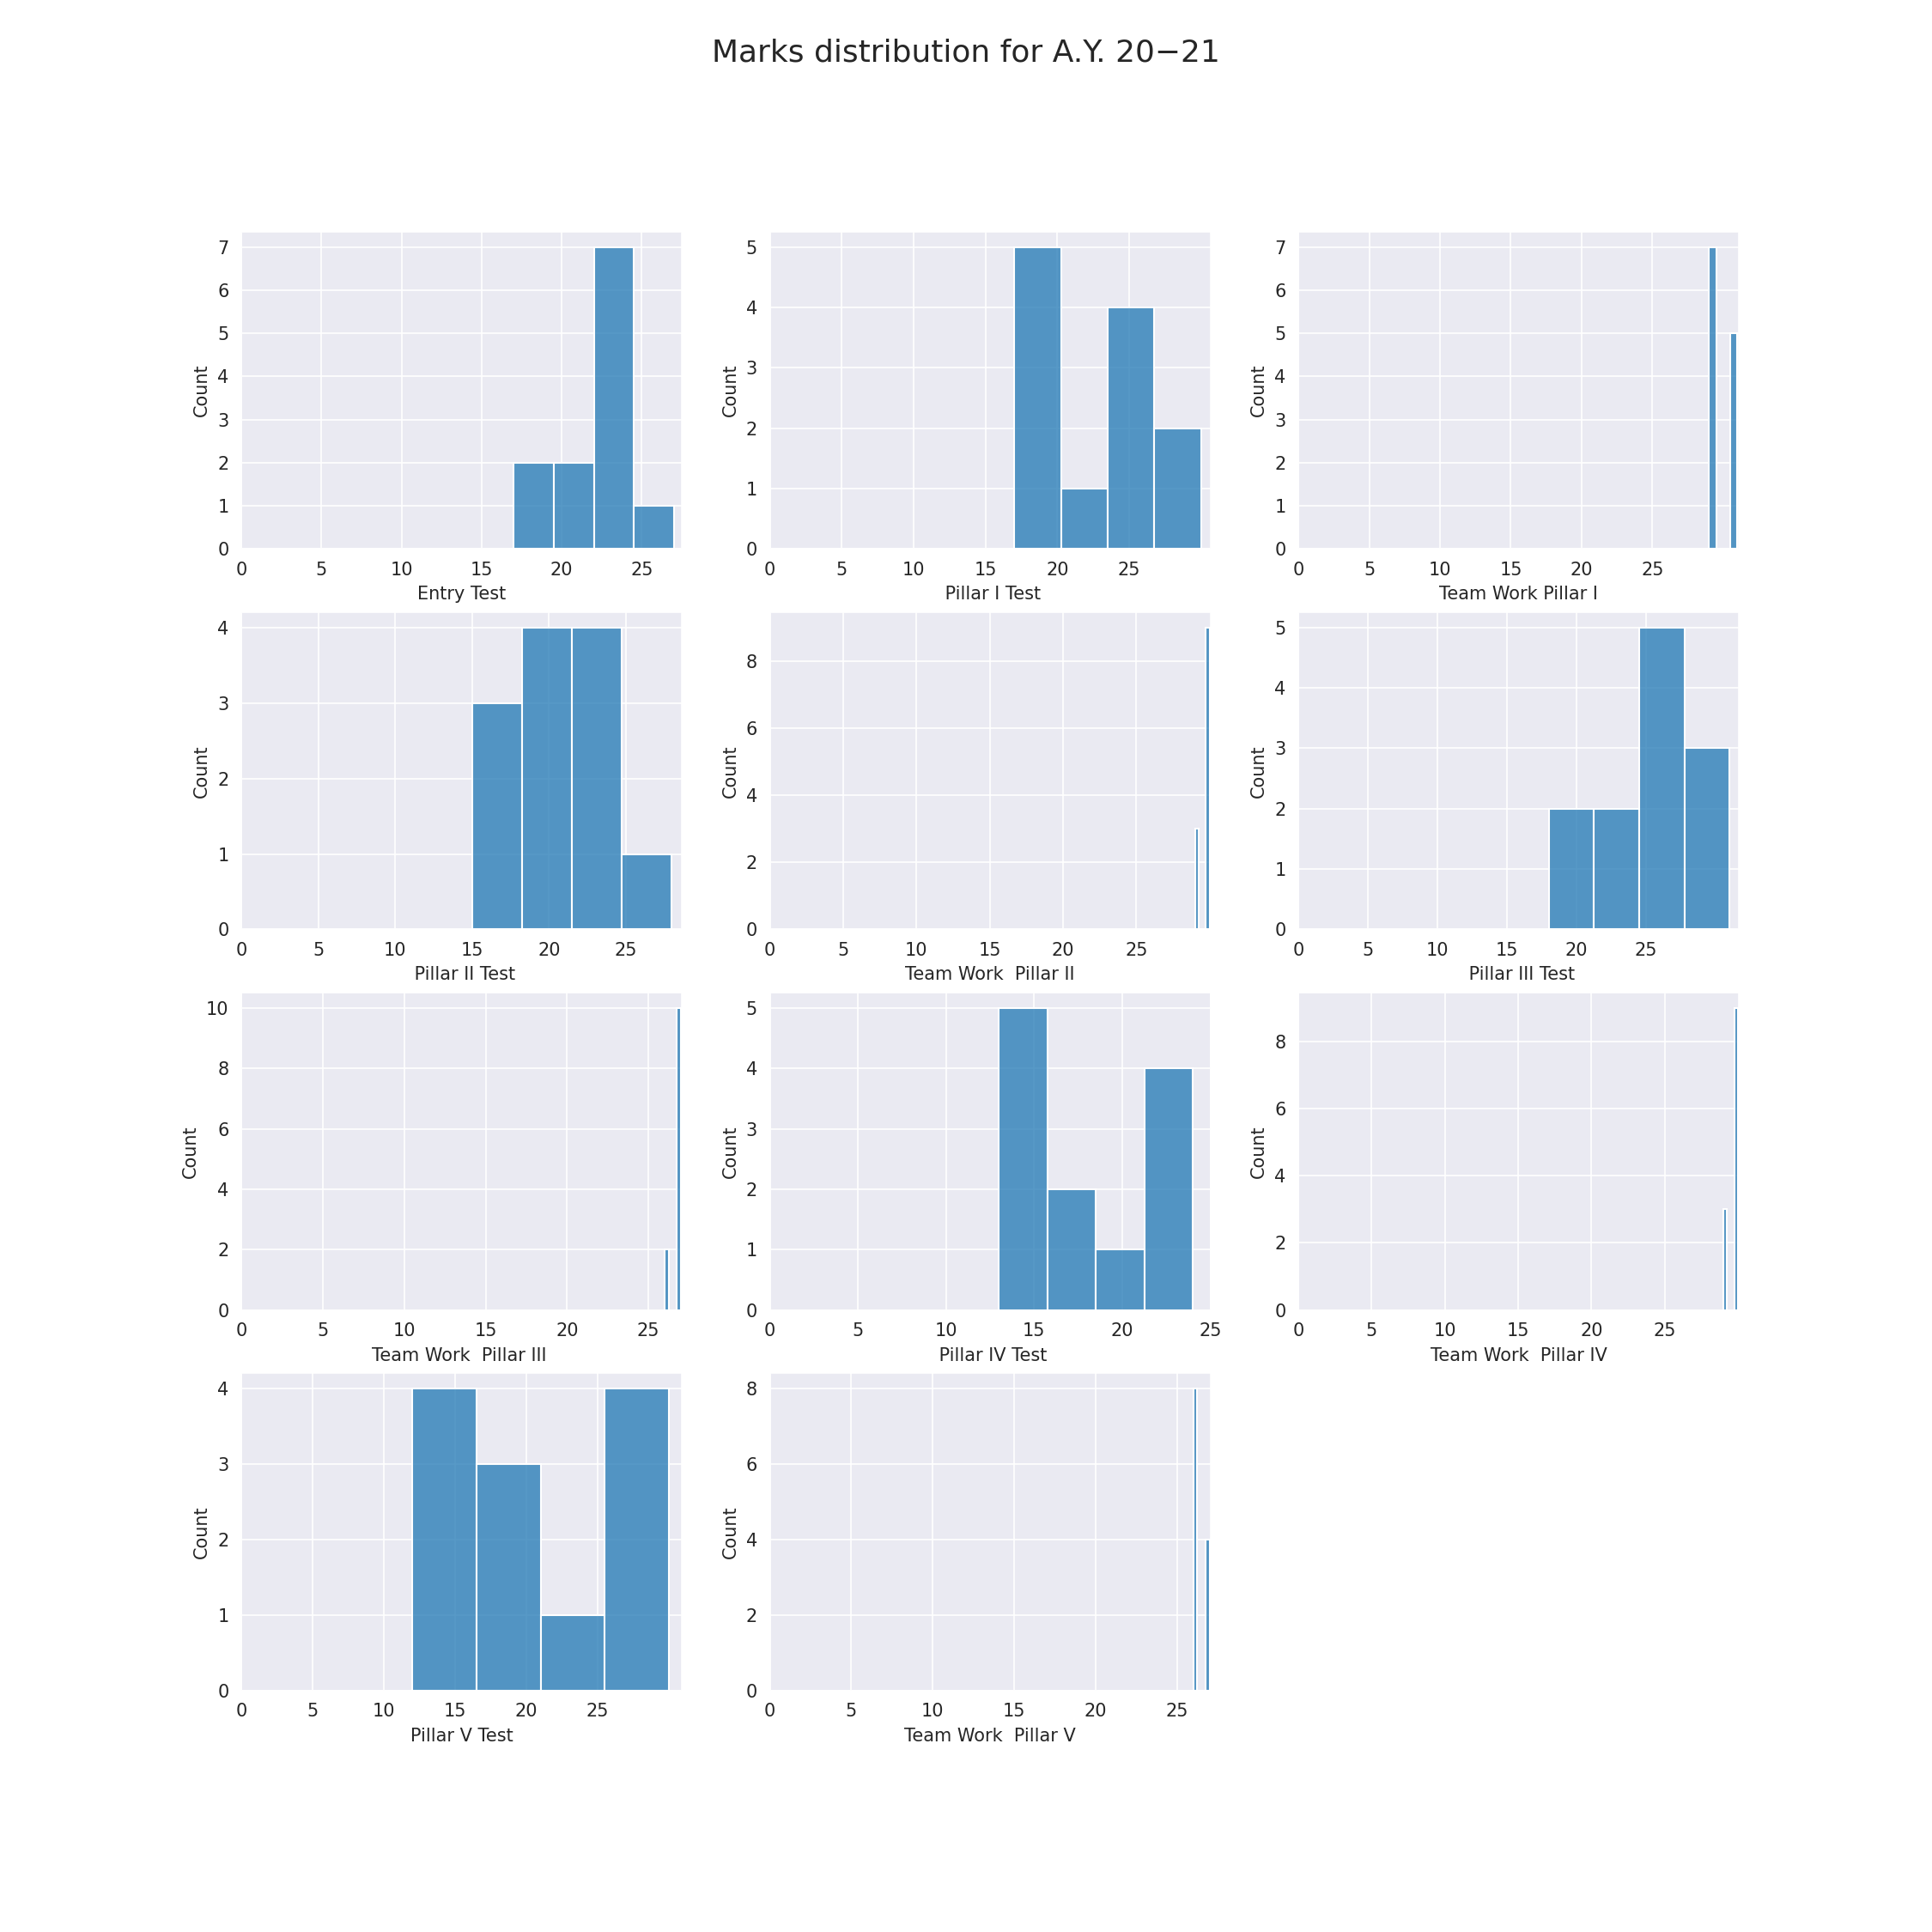 Marks distribution for A.Y. 20−21
7
6
5
4
3
2
1
0
Count
0 5 10 15 20 25
Entry Test
5
4
3
2
1
0
Count
0 5 10 15 20 25
Pillar I Test
7
6
5
4
3
2
1
0
Count
0 5 10 15 20 25
Team Work Pillar I
4
3
2
1
0
Count
0 5 10 15 20 25
Pillar II Test
8
6
4
2
0
Count
0 5 10 15 20 25
Team Work  Pillar II
5
4
3
2
1
0
Count
0 5 10 15 20 25
Pillar III Test
10
8
6
4
2
0
Count
0 5 10 15 20 25
Team Work  Pillar III
5
4
3
2
1
0
Count
0 5 10 15 20 25
Pillar IV Test
8
6
4
2
0
Count
0 5 10 15 20 25
Team Work  Pillar IV
4
3
2
1
0
Count
0 5 10 15 20 25
Pillar V Test
8
6
4
2
0
Count
0 5 10 15 20 25
Team Work  Pillar V